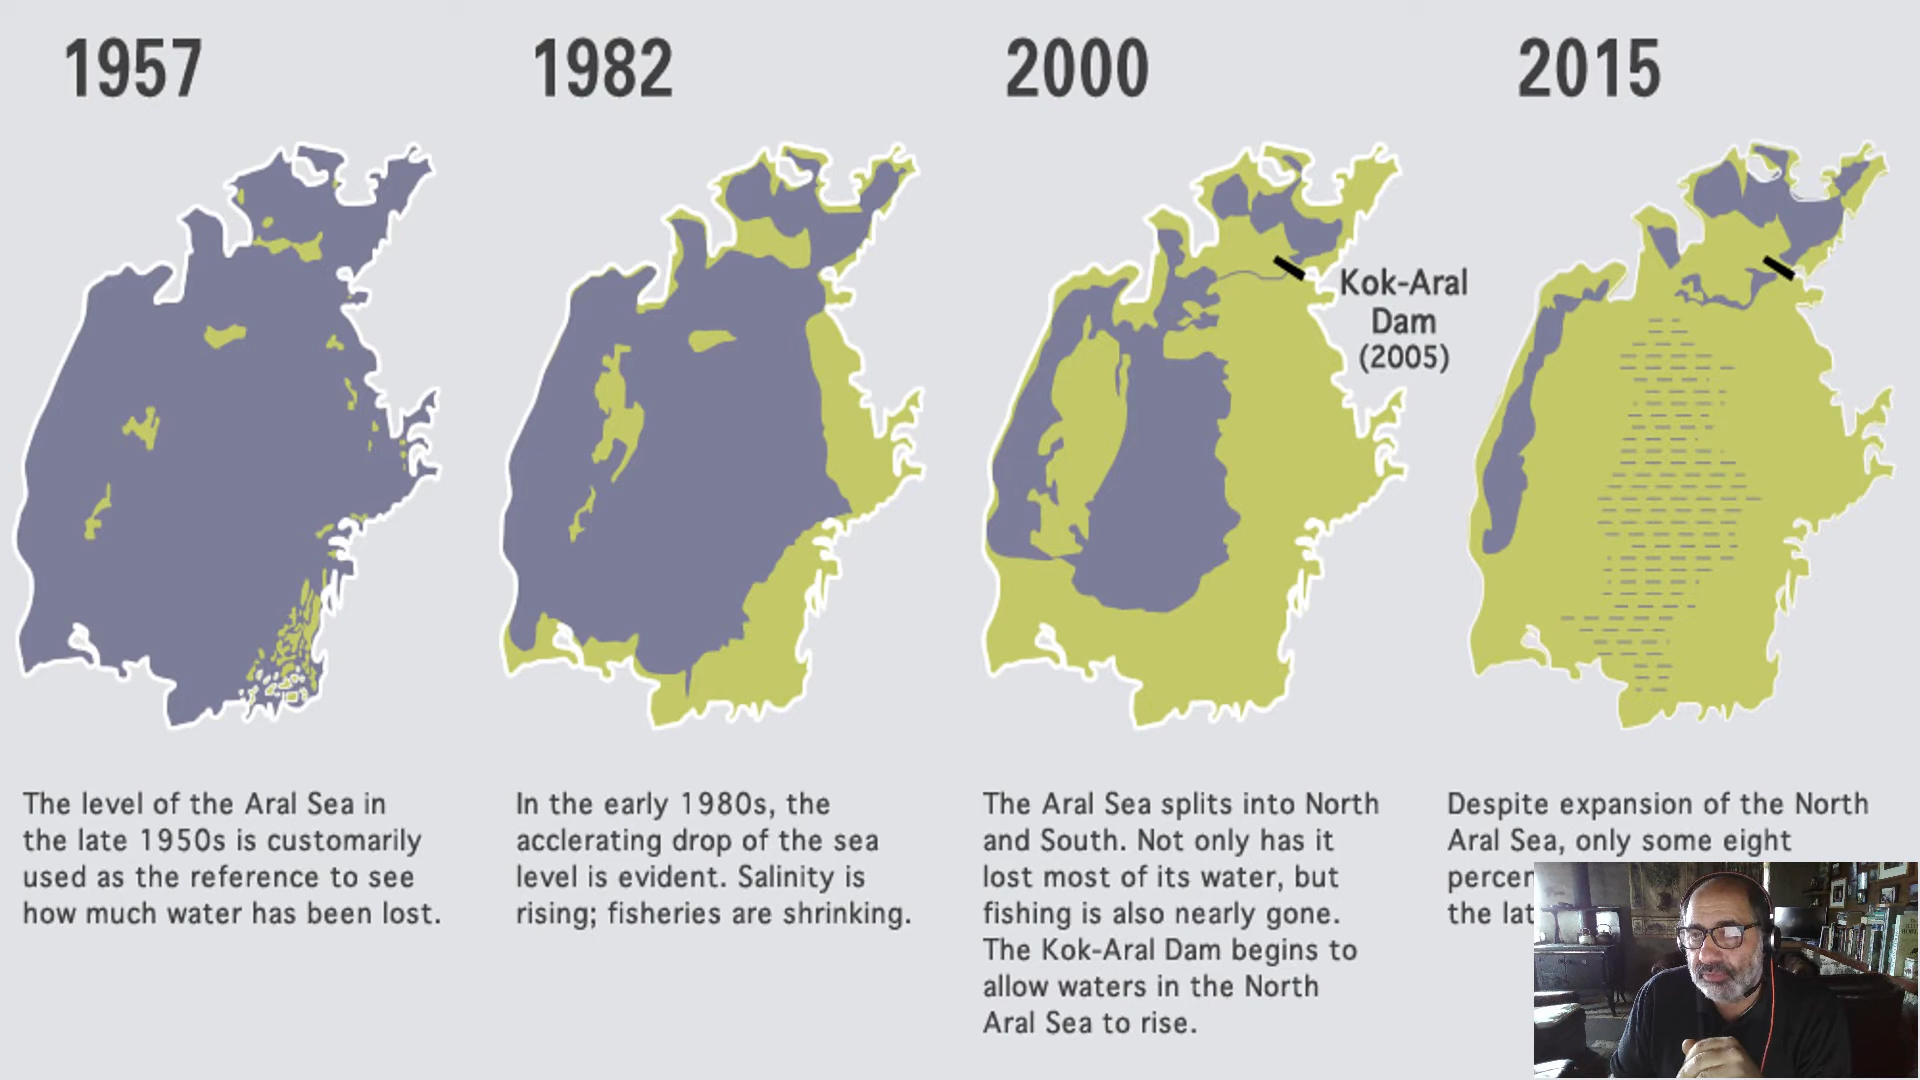 1957
1982
2000
2015
Kok-Aral
Dam
(2005)
The level of the Aral Sea in
the late 1950s is customarily
used as the reference to see
how much water has been lost.
In the early 1980s, the
acclerating drop of the sea
level is evident. Salinity is
rising; fisheries are shrinking.
The Aral Sea splits into North
and South. Not only has it
lost most of its water, but
fishing is also nearly gone.
The Kok-Aral Dam begins to
allow waters in the North
Aral Sea to rise.
Despite expansion of the North
Aral Sea, only some eight
percen
the lat